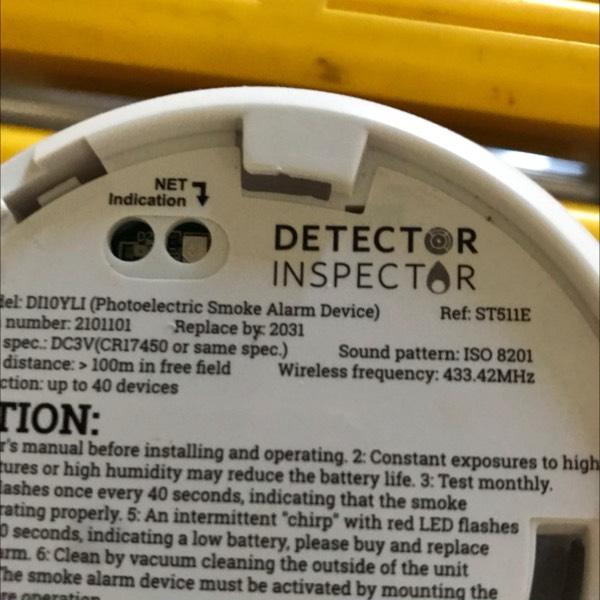 NET
Indication
DETECTOR
INSPECTOR
del: DI10YLI (Photoelectric Smoke Alarm Device) Ref: ST511E
number: 2101101 Replace by: 2031
spec.: DC3V(CR17450 or same spec.) Sound pattern: ISO 8201
distance: > 100m in free field Wireless frequency: 433.42MHz
ction: up to 40 devices
TION:
r's manual before installing and operating. 2: Constant exposures to high
tures or high humidity may reduce the battery life. 3: Test monthly.
lashes once every 40 seconds, indicating that the smoke
rating properly. 5: An intermittent "chirp" with red LED flashes
0 seconds, indicating a low battery, please buy and replace
arm. 6: Clean by vacuum cleaning the outside of the unit
The smoke alarm device must be activated by mounting the
re operation